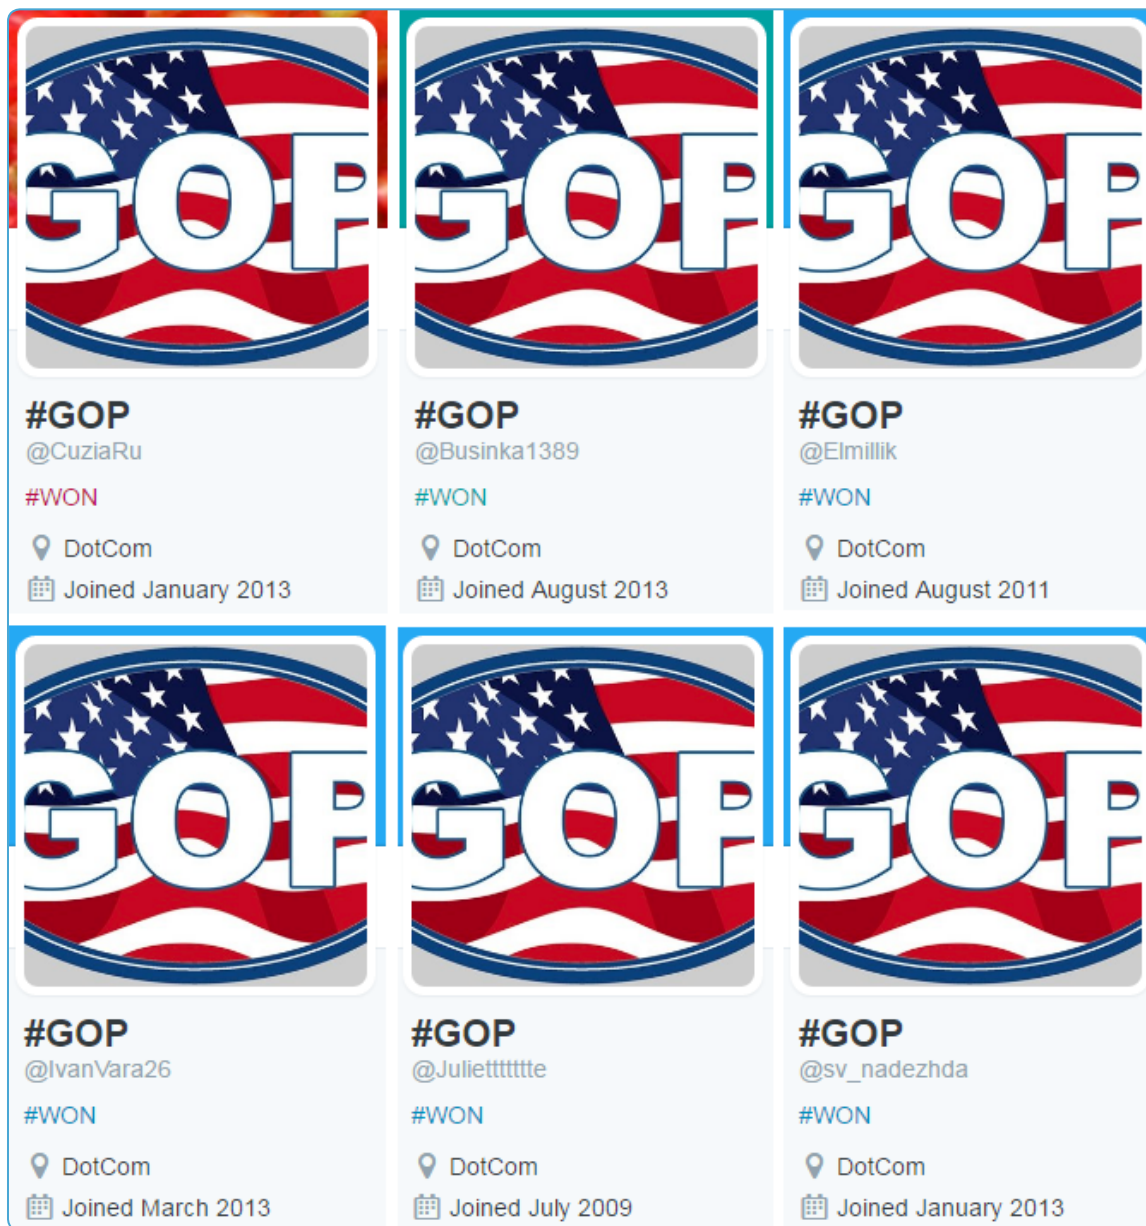 GOP
#GOP
@CuziaRu
#WON
DotCom
Joined January 2013
GOP
#GOP
@Businka1389
#WON
DotCom
Joined August 2013
GOP
#GOP
@Elmillik
#WON
DotCom
Joined August 2011
GOP
#GOP
@IvanVara26
#WON
DotCom
Joined March 2013
GOP
#GOP
@Julietttttttte
#WON
DotCom
Joined July 2009
GOP
#GOP
@sv_nadezhda
#WON
DotCom
Joined January 2013